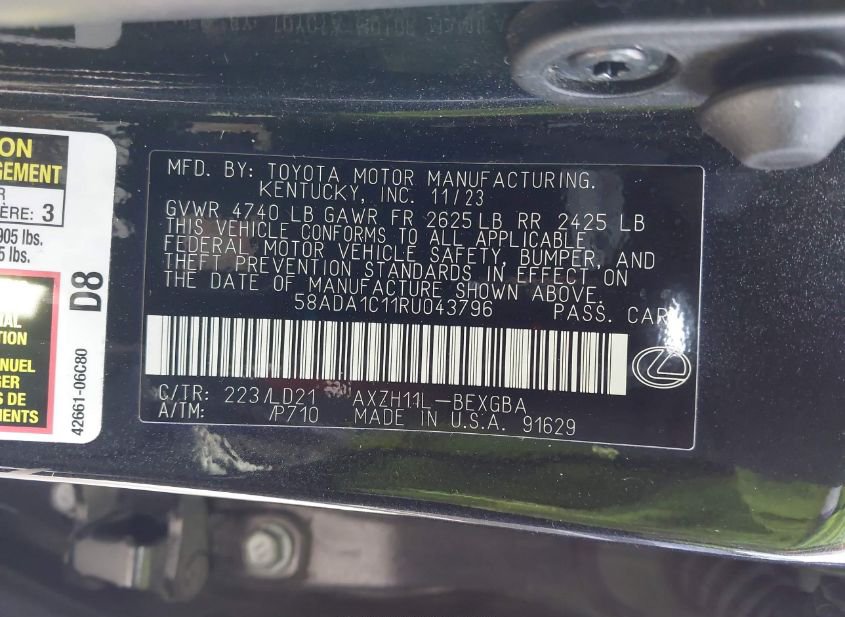 ON
GEMENT
R
ÈRE: 3
905 lbs.
5 lbs.
D8
AL
TION
NUEL
GER
EMENTS
42661-06C80
MFD. BY: TOYOTA MOTOR MANUFACTURING.
KENTUCKY, INC. 11/23
GVWR 4740 LB GAWR FR 2625 LB RR 2425 LB
THIS VEHICLE CONFORMS TO ALL APPLICABLE
FEDERAL MOTOR VEHICLE SAFETY, BUMPER, AND
THEFT PREVENTION STANDARDS IN EFFECT ON
THE DATE OF MANUFACTURE SHOWN ABOVE.
58ADA1C11RU043796 PASS. CAR
C/TR: 223/LD21 AXZH11L-BEXGBA
A/TM: /P710 MADE IN U.S.A. 91629